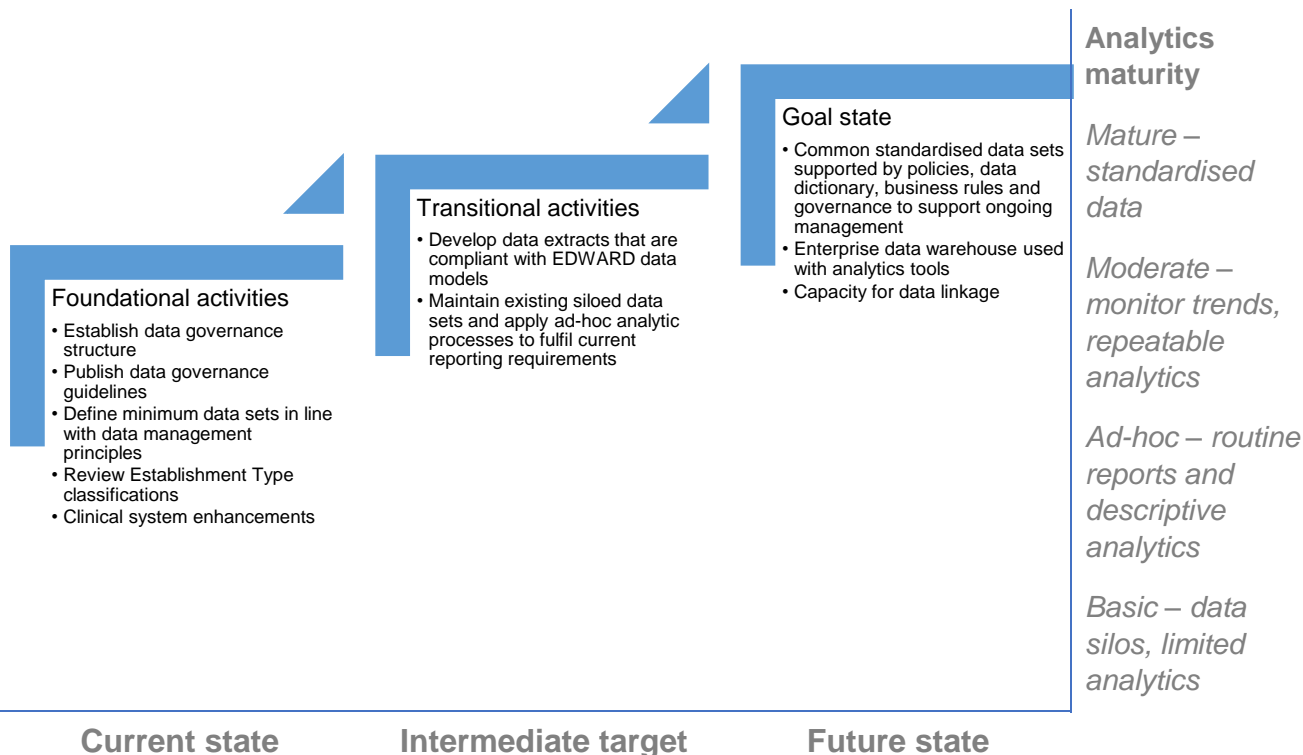 Foundational activities
• Establish data governance
structure
• Publish data governance
guidelines
• Define minimum data sets in line
with data management
principles
• Review Establishment Type
classifications
• Clinical system enhancements
Transitional activities
• Develop data extracts that are
compliant with EDWARD data
models
• Maintain existing siloed data
sets and apply ad-hoc analytic
processes to fulfil current
reporting requirements
Goal state
• Common standardised data sets
supported by policies, data
dictionary, business rules and
governance to support ongoing
management
• Enterprise data warehouse used
with analytics tools
• Capacity for data linkage
Analytics
maturity
Mature –
standardised
data
Moderate –
monitor trends,
repeatable
analytics
Ad-hoc – routine
reports and
descriptive
analytics
Basic – data
silos, limited
analytics
Current state
Intermediate target
Future state